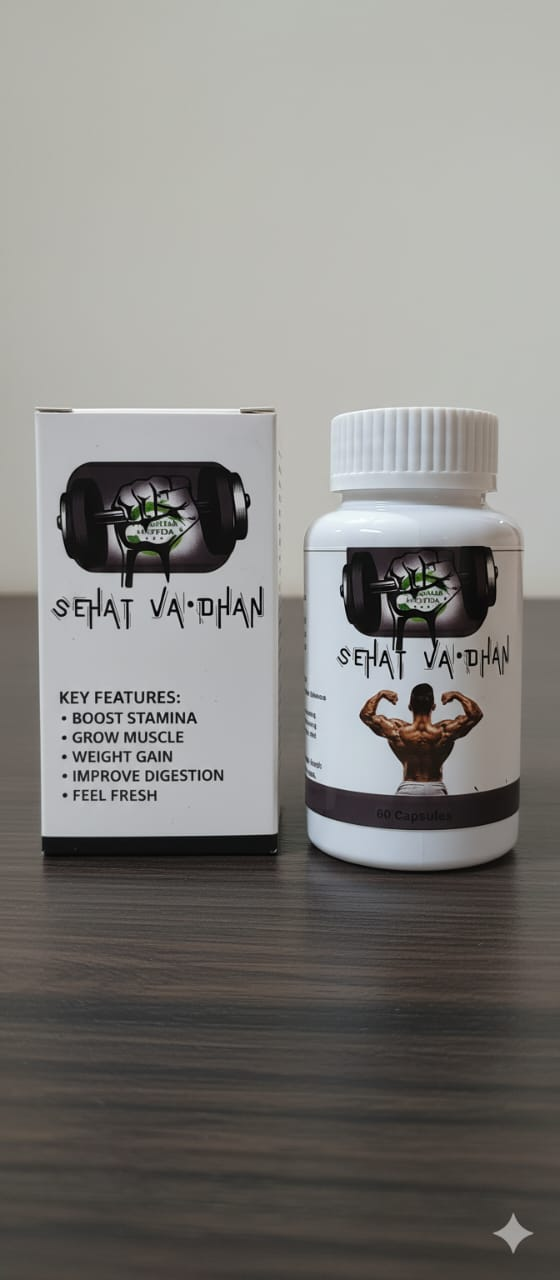 SEHAT VA•DHAN
KEY FEATURES:
• BOOST STAMINA
• GROW MUSCLE
• WEIGHT GAIN
• IMPROVE DIGESTION
• FEEL FRESH
SEHAT VA•DHAN
60 Capsules